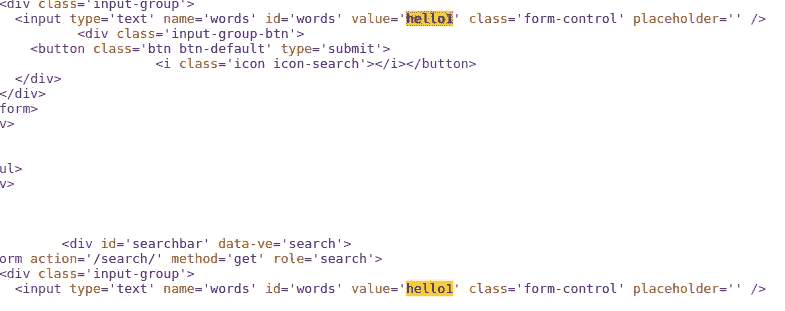 <div class='input-group'>
<input type='text' name='words' id='words' value='hello1' class='form-control' placeholder='' />
<div class='input-group-btn'>
<button class='btn btn-default' type='submit'>
<i class='icon icon-search'></i></button>
</div>
</div>
form>
v>
ul>
v>
<div id='searchbar' data-ve='search'>
orm action='/search/' method='get' role='search'>
<div class='input-group'>
<input type='text' name='words' id='words' value='hello1' class='form-control' placeholder='' />